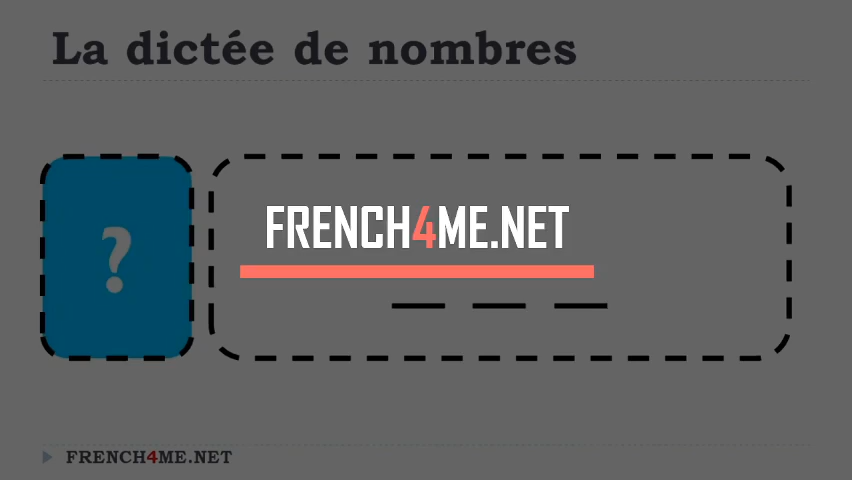 La dictée de nombres
?
FRENCH4ME.NET
FRENCH4ME.NET